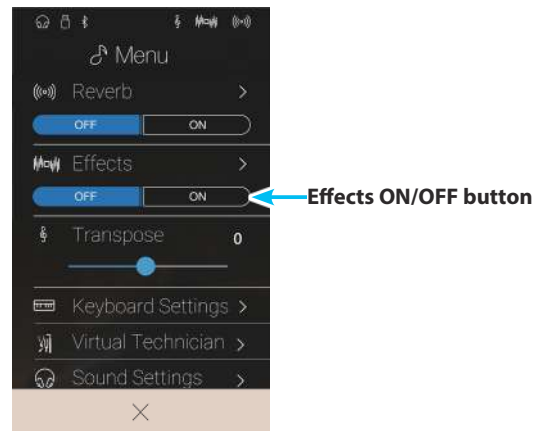 Menu
Reverb
OFF ON
Effects
OFF ON
Effects ON/OFF button
Transpose 0
Keyboard Settings
Virtual Technician
Sound Settings